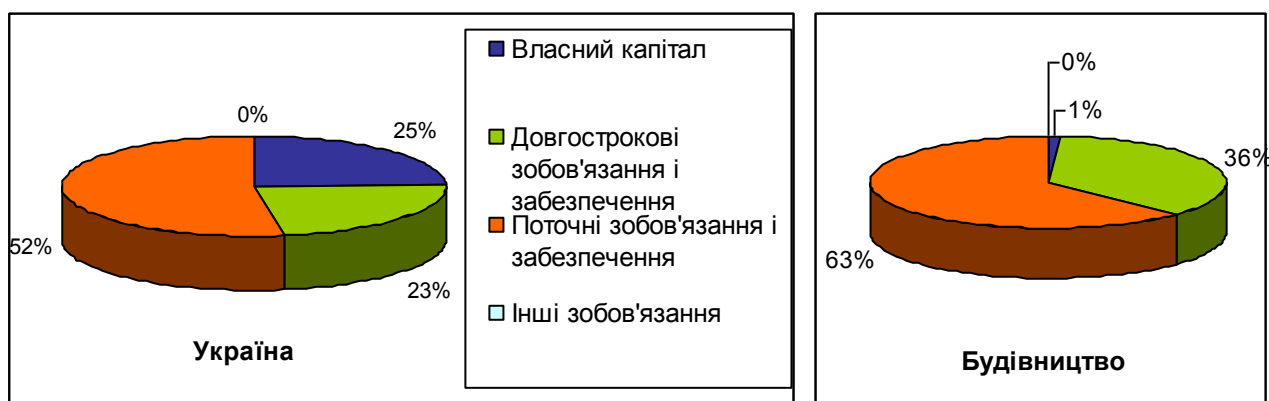 0%
25%
52%
23%
Україна
Власний капітал
Довгострокові
зобов'язання і
забезпечення
Поточні зобов'язання і
забезпечення
Інші зобов'язання
0%
1%
36%
63%
Будівництво